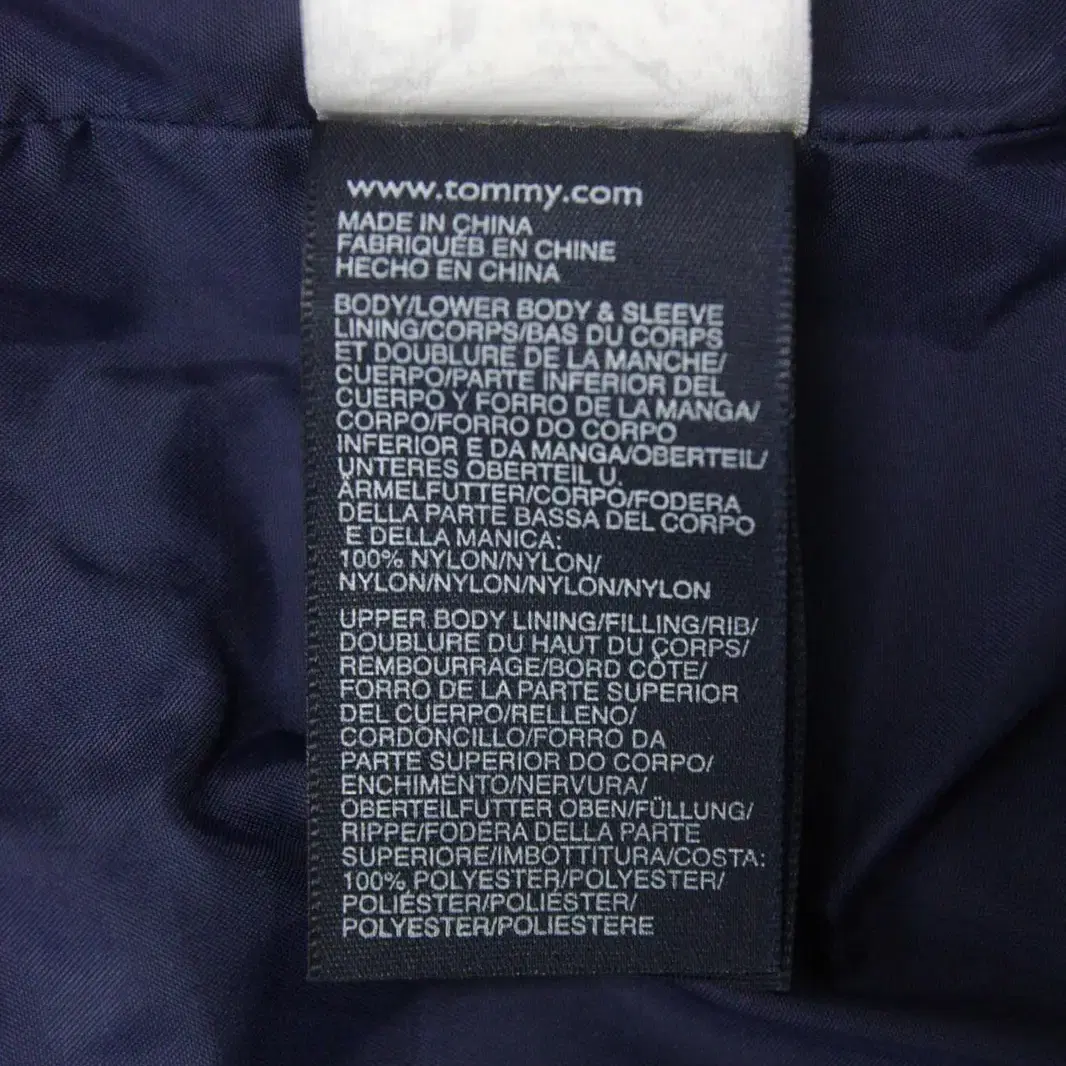 www.tommy.com
MADE IN CHINA
FABRIQUÉB EN CHINE
HECHO EN CHINA
BODY/LOWER BODY & SLEEVE
LINING/CORPS/BAS DU CORPS
ET DOUBLURE DE LA MANCHE/
CUERPO/PARTE INFERIOR DEL
CUERPO Y FORRO DE LA MANGA/
CORPO/FORRO DO CORPO
INFERIOR E DA MANGA/OBERTEIL/
UNTERES OBERTEIL U.
ÄRMELFUTTER/CORPO/FODERA
DELLA PARTE BASSA DEL CORPO
E DELLA MANICA:
100% NYLON/NYLON/
NYLON/NYLON/NYLON/NYLON
UPPER BODY LINING/FILLING/RIB/
DOUBLURE DU HAUT DU CORPS/
REMBOURRAGE/BORD CÔTE/
FORRO DE LA PARTE SUPERIOR
DEL CUERPO/RELLENO/
CORDONCILLO/FORRO DA
PARTE SUPERIOR DO CORPO/
ENCHIMENTO/NERVURA/
OBERTEILFUTTER OBEN/FÜLLUNG/
RIPPE/FODERA DELLA PARTE
SUPERIORE/IMBOTTITURA/COSTA:
100% POLYESTER/POLYESTER/
POLIÉSTER/POLIÉSTER/
POLYESTER/POLIESTERE